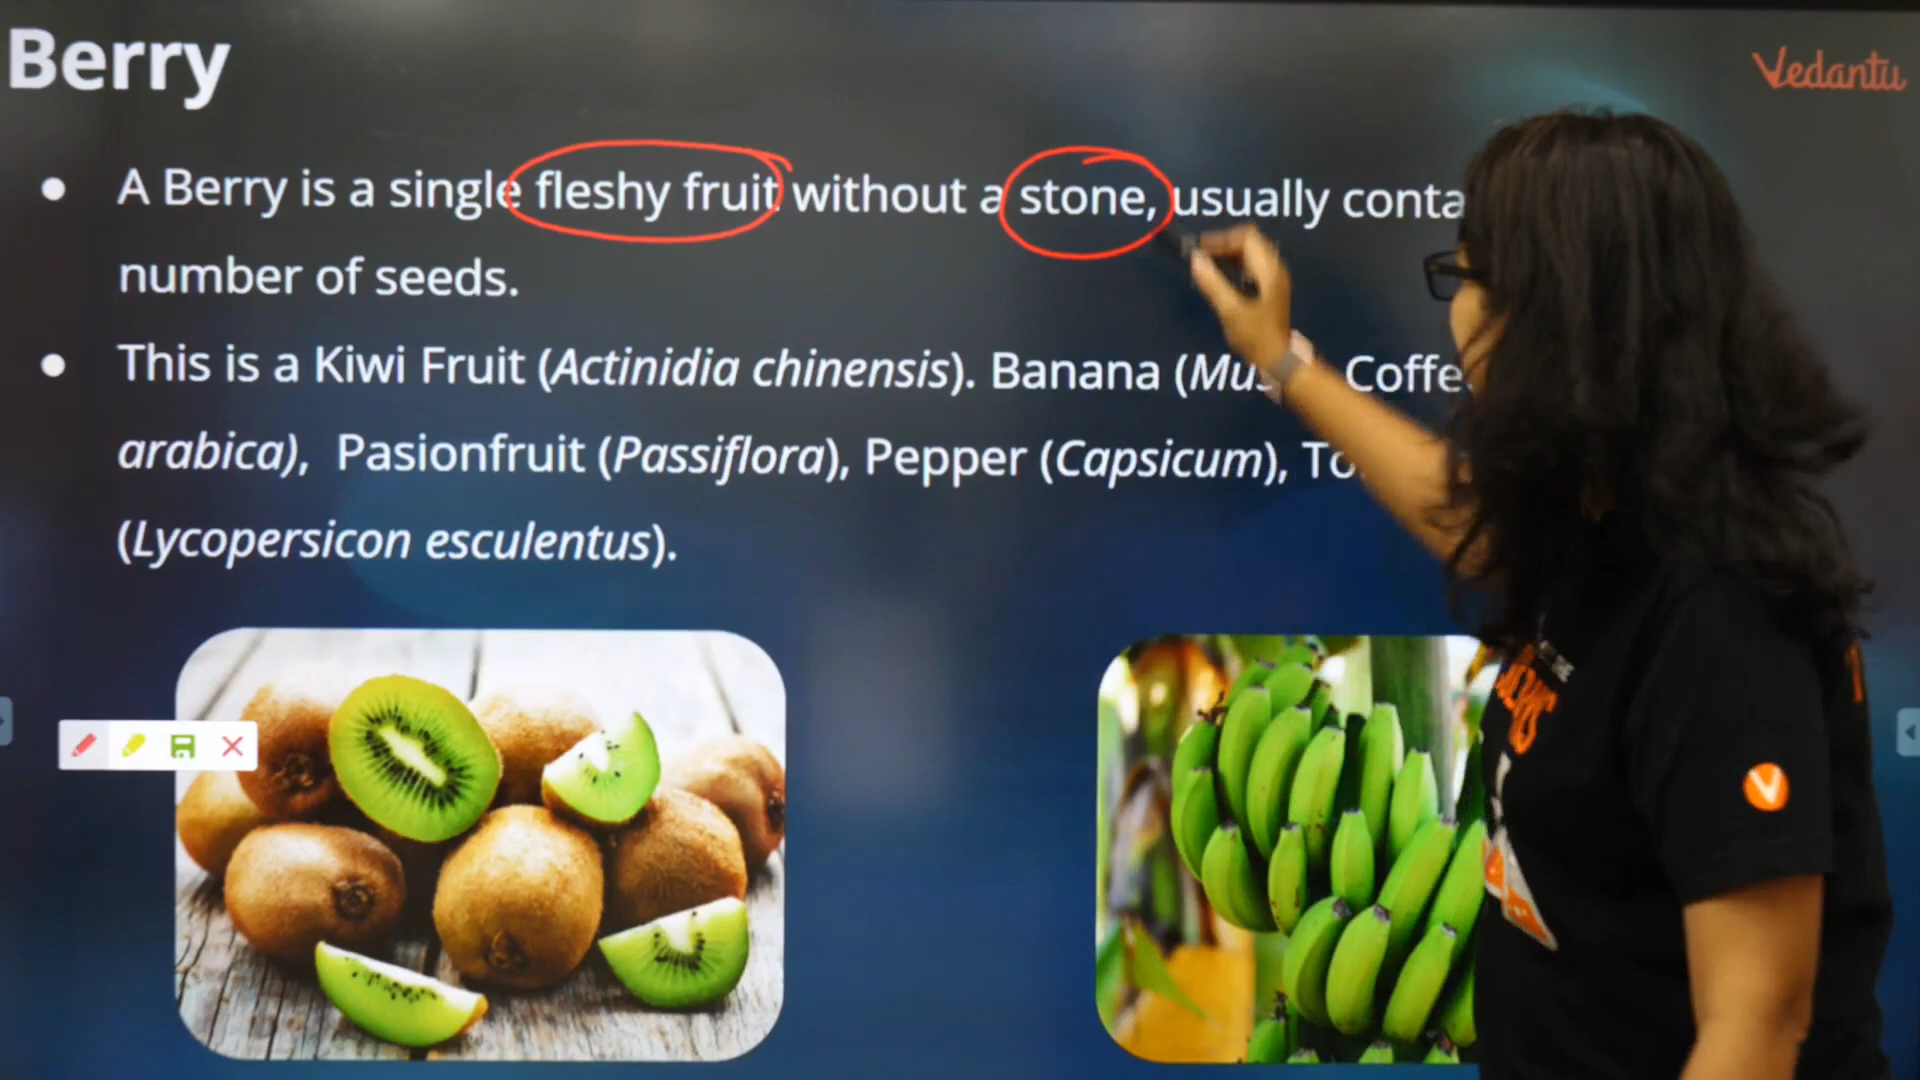 Berry
Vedantu
A Berry is a single fleshy fruit without a stone, usually conta
number of seeds.
This is a Kiwi Fruit (Actinidia chinensis). Banana (Mus Coffe
arabica), Pasionfruit (Passiflora), Pepper (Capsicum), To
(Lycopersicon esculentus).
V